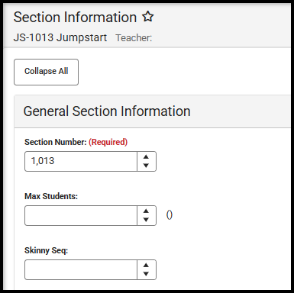 Section Information ☆
JS-1013 Jumpstart Teacher:
Collapse All
General Section Information
Section Number: (Required)
1,013
Max Students:
()
Skinny Seq: